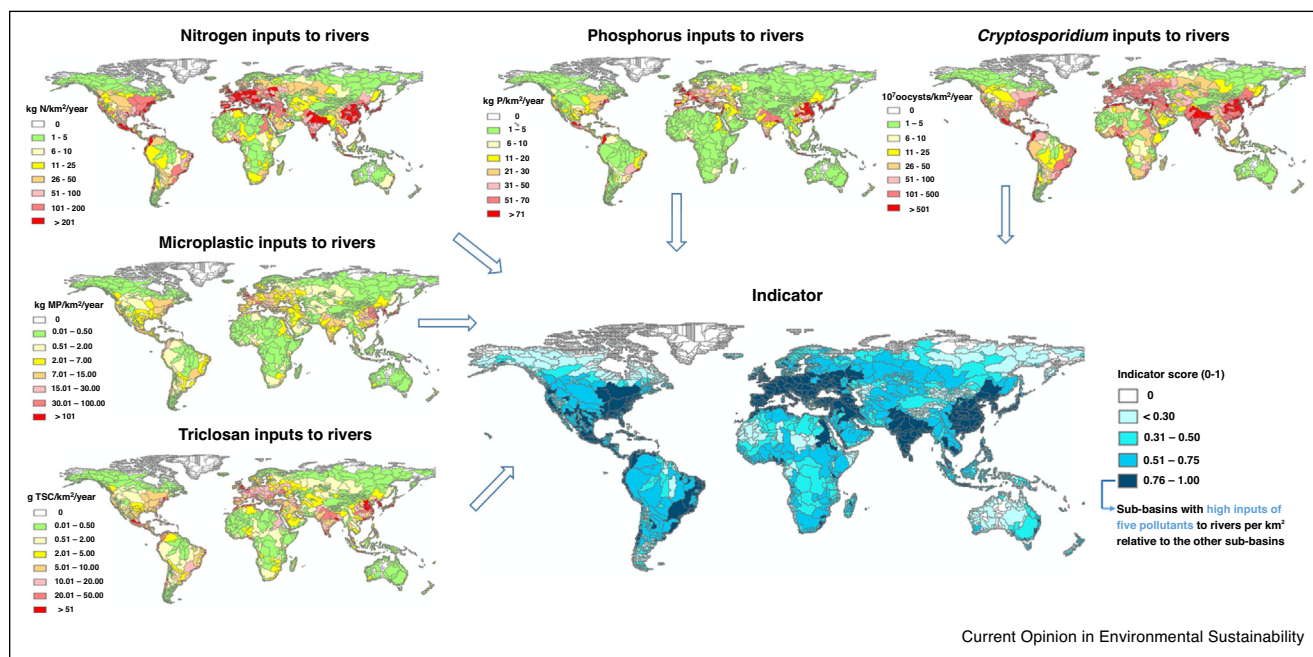 Nitrogen inputs to rivers
kg N/km²/year
0
1 - 5
6 - 10
11 - 25
26 - 50
51 - 100
101 - 200
> 201
Phosphorus inputs to rivers
kg P/km²/year
0
1 – 5
6 - 10
11 - 20
21 - 30
31 - 50
51 - 70
> 71
Cryptosporidium inputs to rivers
10⁷oocysts/km²/year
0
1 – 5
6 - 10
11 - 25
26 - 50
51 - 100
101 - 500
> 501
Microplastic inputs to rivers
kg MP/km²/year
0
0.01 – 0.50
0.51 – 2.00
2.01 – 7.00
7.01 – 15.00
15.01 – 30.00
30.01 – 100.00
> 101
Triclosan inputs to rivers
g TSC/km²/year
0
0.01 – 0.50
0.51 – 2.00
2.01 – 5.00
5.01 – 10.00
10.01 – 20.00
20.01 – 50.00
> 51
Indicator
Indicator score (0-1)
0
< 0.30
0.31 – 0.50
0.51 – 0.75
0.76 – 1.00
Sub-basins with high inputs of
five pollutants to rivers per km²
relative to the other sub-basins
Current Opinion in Environmental Sustainability